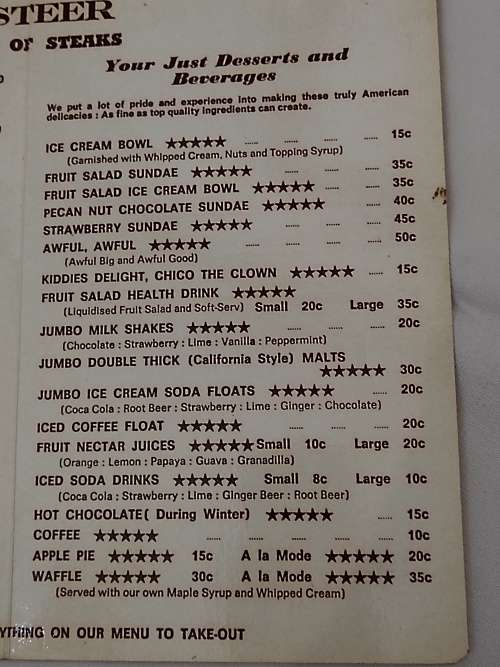 STEER
OF STEAKS
Your Just Desserts and
Beverages
We put a lot of pride and experience into making these truly American
delicacies : As fine as top quality ingredients can create.
ICE CREAM BOWL ★★★★★ ...... ...... ...... ...... 15c
(Garnished with Whipped Cream, Nuts and Topping Syrup)
FRUIT SALAD SUNDAE ★★★★★ ...... ...... ...... 35c
FRUIT SALAD ICE CREAM BOWL ★★★★★ ...... ...... 35c
PECAN NUT CHOCOLATE SUNDAE ★★★★★ ...... 40c
STRAWBERRY SUNDAE ★★★★★ ...... ...... ...... 45c
AWFUL, AWFUL ★★★★★ ...... ...... ...... ...... 50c
(Awful Big and Awful Good)
KIDDIES DELIGHT, CHICO THE CLOWN ★★★★★ ...... 15c
FRUIT SALAD HEALTH DRINK ★★★★★
(Liquidised Fruit Salad and Soft-Serv) Small 20c Large 35c
JUMBO MILK SHAKES ★★★★★ ...... ...... ...... 20c
(Chocolate : Strawberry : Lime : Vanilla : Peppermint)
JUMBO DOUBLE THICK (California Style) MALTS
★★★★★ 30c
JUMBO ICE CREAM SODA FLOATS ★★★★★ ...... 20c
(Coca Cola : Root Beer : Strawberry : Lime : Ginger : Chocolate)
ICED COFFEE FLOAT ★★★★★ ...... ...... ...... 20c
FRUIT NECTAR JUICES ★★★★★ Small 10c Large 20c
(Orange : Lemon : Papaya : Guava : Granadilla)
ICED SODA DRINKS ★★★★★ Small 8c Large 10c
(Coca Cola : Strawberry : Lime : Ginger Beer : Root Beer)
HOT CHOCOLATE( During Winter) ★★★★★ ...... 15c
COFFEE ★★★★★ ...... ...... ...... ...... ...... 10c
APPLE PIE ★★★★★ 15c A la Mode ★★★★★ 20c
WAFFLE ★★★★★ 30c A la Mode ★★★★★ 35c
(Served with our own Maple Syrup and Whipped Cream)
YTHING ON OUR MENU TO TAKE-OUT